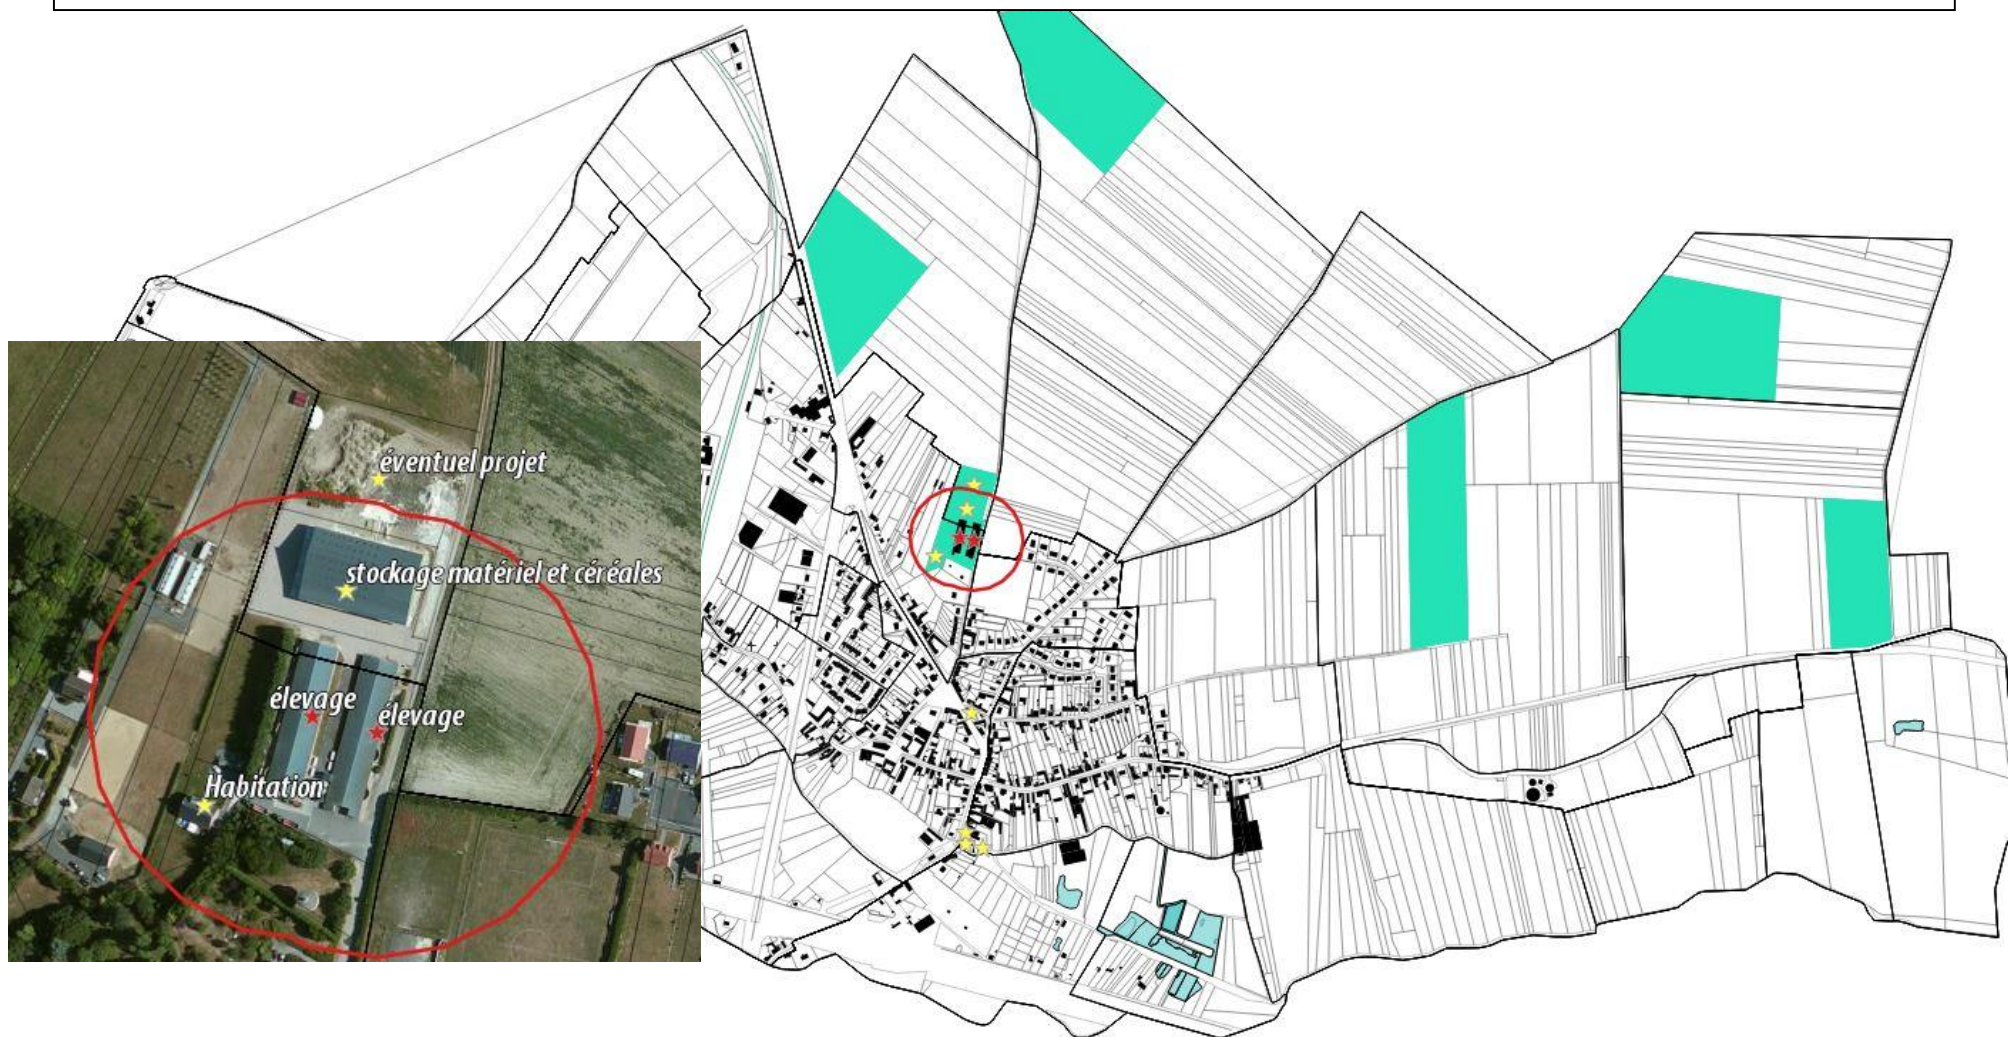 éventuel projet
stockage matériel et céréales
élevage
élevage
Habitation